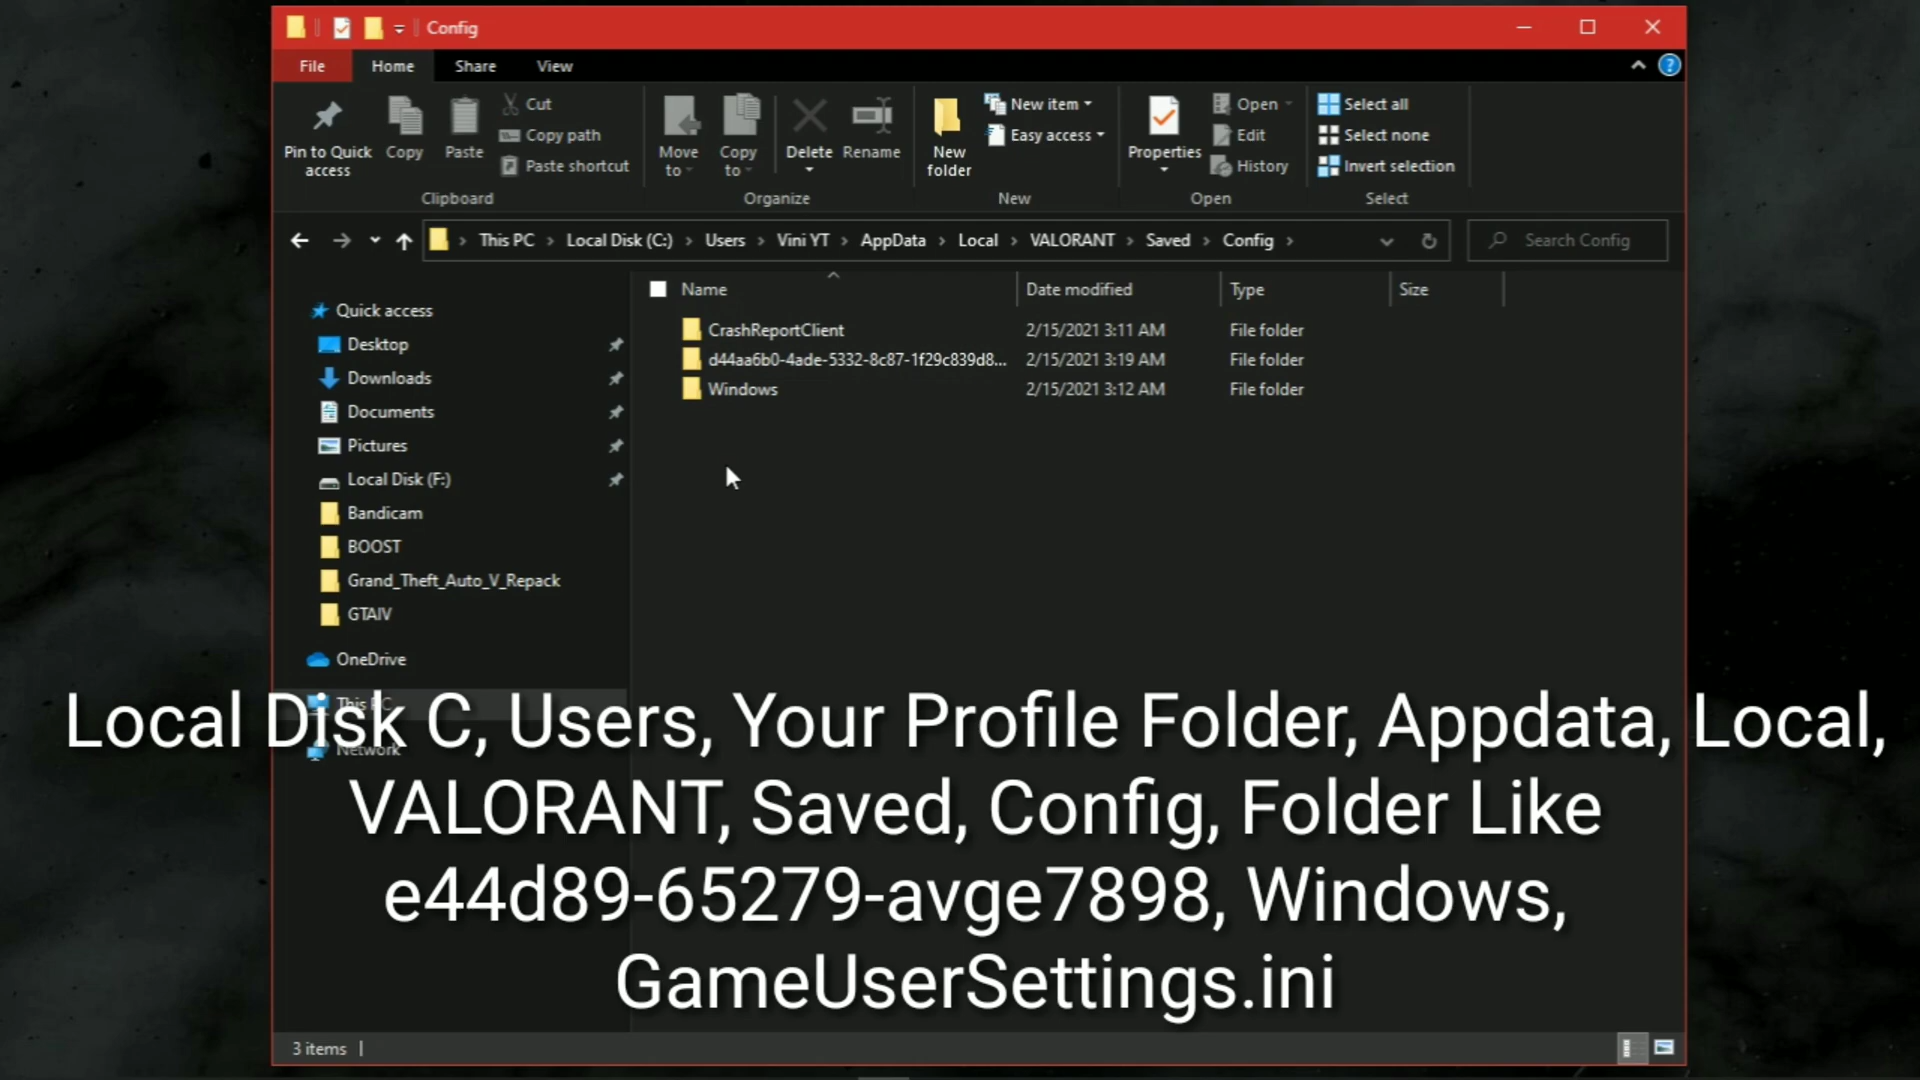 Config
File Home Share View
Pin to Quick access
Copy
Paste
Cut
Copy path
Paste shortcut
Move to
Copy to
Delete
Rename
New folder
New item
Easy access
Properties
Open
Edit
History
Select all
Select none
Invert selection
Clipboard Organize New Open Select
This PC Local Disk (C:) Users Vini YT AppData Local VALORANT Saved Config
Search Config
Name Date modified Type Size
CrashReportClient 2/15/2021 3:11 AM File folder
d44aa6b0-4ade-5332-8c87-1f29c839d8... 2/15/2021 3:19 AM File folder
Windows 2/15/2021 3:12 AM File folder
Quick access
Desktop
Downloads
Documents
Pictures
Local Disk (F:)
Bandicam
BOOST
Grand_Theft_Auto_V_Repack
GTAIV
OneDrive
This PC
Network
Local Disk C, Users, Your Profile Folder, Appdata, Local,
VALORANT, Saved, Config, Folder Like
e44d89-65279-avge7898, Windows,
GameUserSettings.ini
3 items